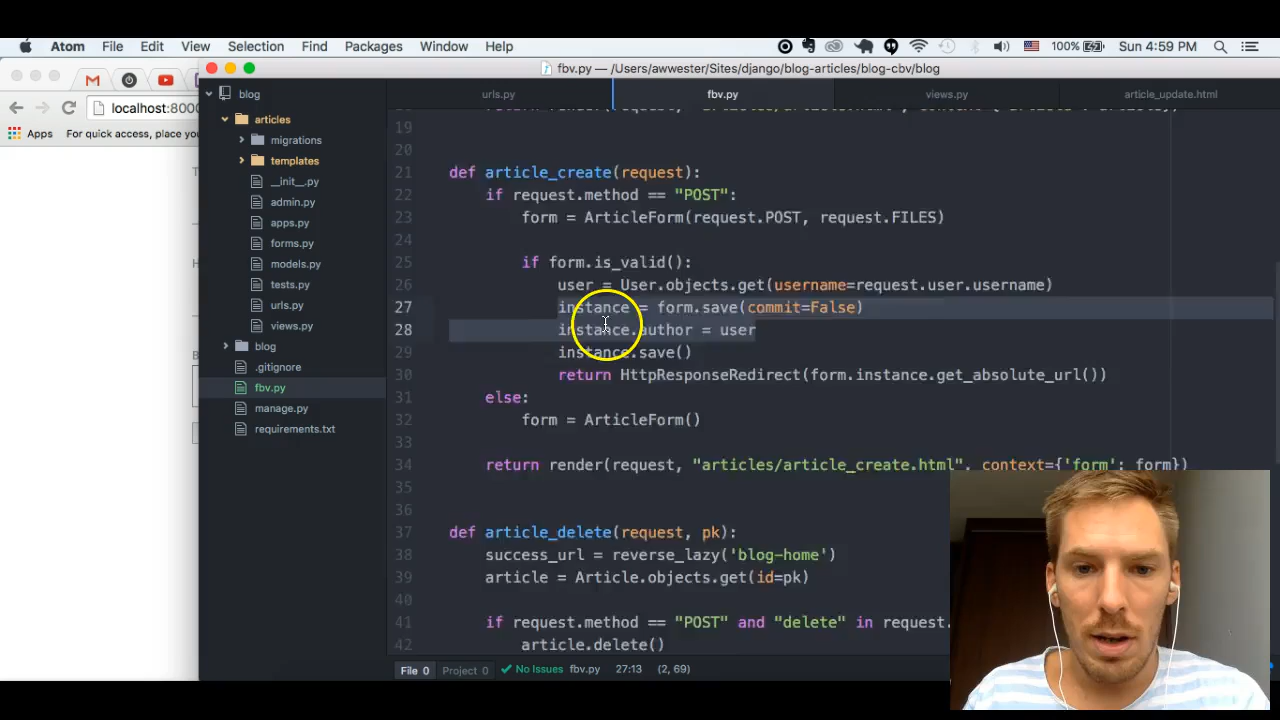 Atom File Edit View Selection Find Packages Window Help 100% Sun 4:59 PM
fbv.py — /Users/awwester/Sites/django/blog-articles/blog-cbv/blog
localhost:8000
Apps For quick access, place you
blog
articles
migrations
templates
__init__.py
admin.py
apps.py
forms.py
models.py
tests.py
urls.py
views.py
blog
.gitignore
fbv.py
manage.py
requirements.txt
urls.py fbv.py views.py article_update.html
19
20
21 def article_create(request):
22 if request.method == "POST":
23 form = ArticleForm(request.POST, request.FILES)
24
25 if form.is_valid():
26 user = User.objects.get(username=request.user.username)
27 instance = form.save(commit=False)
28 instance.author = user
29 instance.save()
30 return HttpResponseRedirect(form.instance.get_absolute_url())
31 else:
32 form = ArticleForm()
33
34 return render(request, "articles/article_create.html", context={'form': form})
35
36
37 def article_delete(request, pk):
38 success_url = reverse_lazy('blog-home')
39 article = Article.objects.get(id=pk)
40
41 if request.method == "POST" and "delete" in request.
42 article.delete()
File 0 Project 0 No Issues fbv.py 27:13 (2, 69)